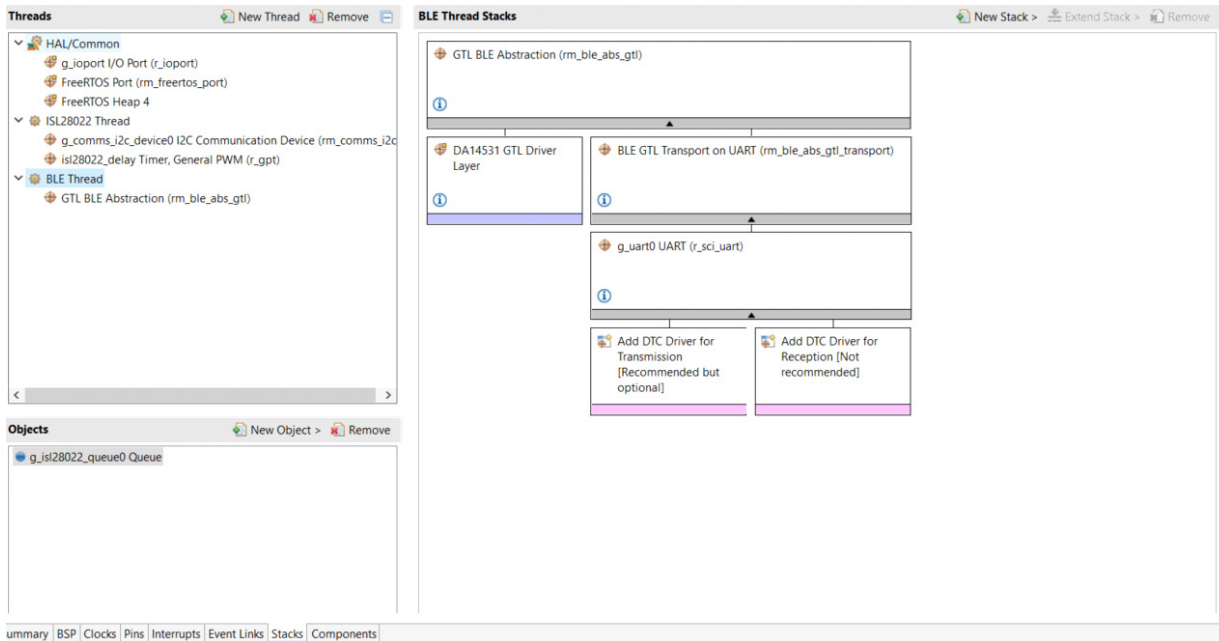 Threads
New Thread
Remove
HAL/Common
g_ioport I/O Port (r_ioport)
FreeRTOS Port (rm_freertos_port)
FreeRTOS Heap 4
ISL28022 Thread
g_comms_i2c_device0 I2C Communication Device (rm_comms_i2c
isl28022_delay Timer, General PWM (r_gpt)
BLE Thread
GTL BLE Abstraction (rm_ble_abs_gtl)
Objects
New Object >
Remove
g_isl28022_queue0 Queue
BLE Thread Stacks
New Stack >
Extend Stack >
Remove
GTL BLE Abstraction (rm_ble_abs_gtl)
DA14531 GTL Driver
Layer
BLE GTL Transport on UART (rm_ble_abs_gtl_transport)
g_uart0 UART (r_sci_uart)
Add DTC Driver for
Transmission
[Recommended but
optional]
Add DTC Driver for
Reception [Not
recommended]
ummary BSP Clocks Pins Interrupts Event Links Stacks Components